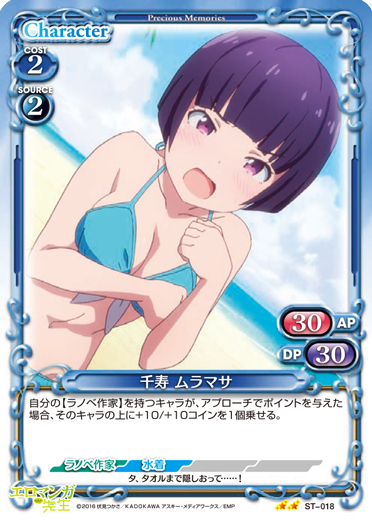 Precious Memories
Character
COST
2
SOURCE
2
30 AP
DP 30
千寿 ムラマサ
自分の【ラノベ作家】を持つキャラが、アプローチでポイントを与えた
場合、そのキャラの上に+10/+10コインを1個乗せる。
ラノベ作家 水着
タ、タオルまで隠しおって……!
エロマンガ先生
©2016 伏見つかさ/KADOKAWA アスキー・メディアワークス/EMP
ST-018